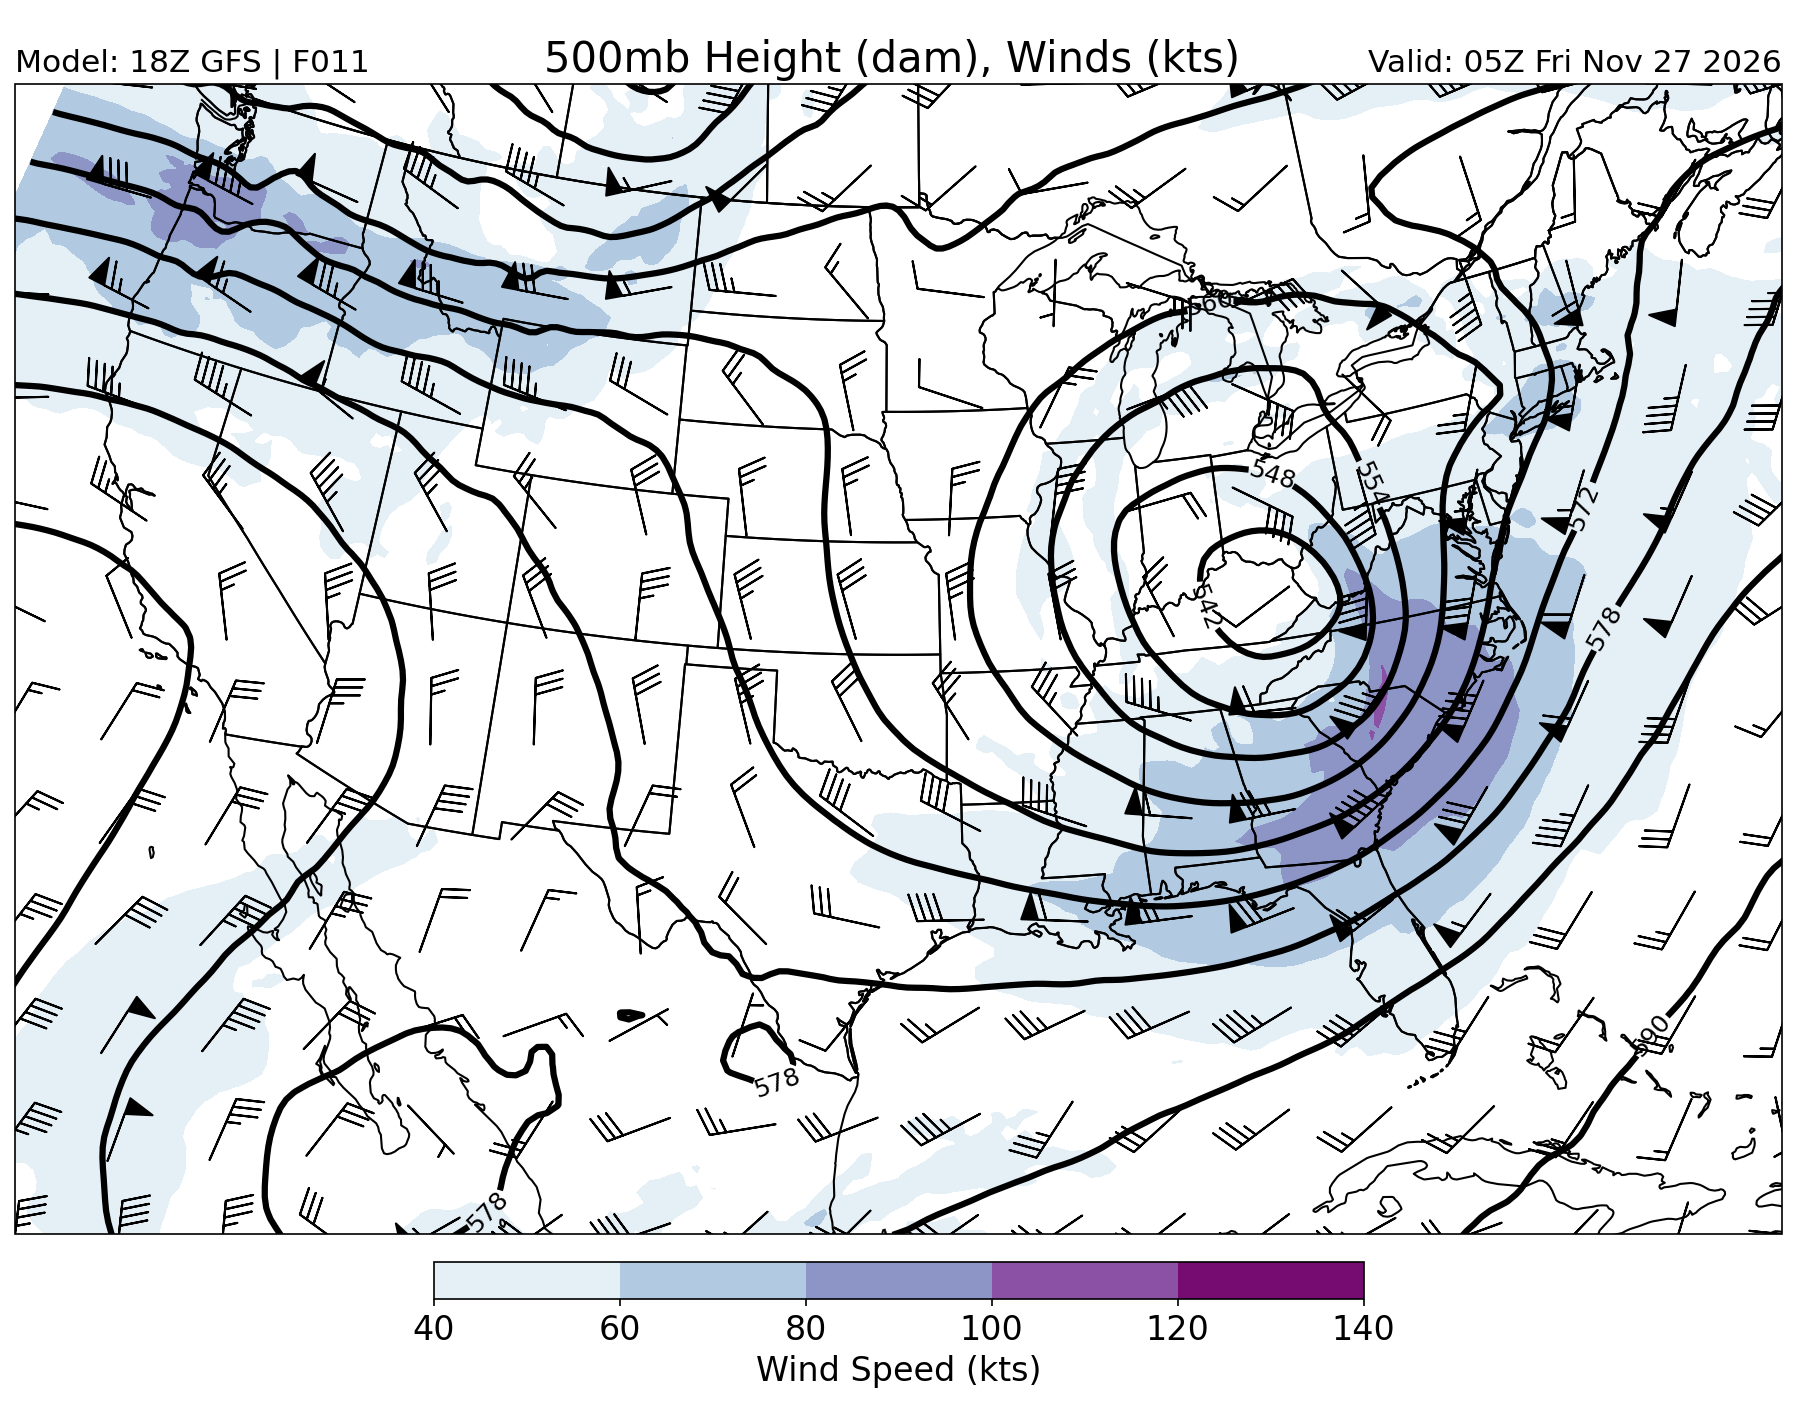 Model: 18Z GFS | F011
500mb Height (dam), Winds (kts)
Valid: 05Z Fri Nov 27 2026
560
548
554
572
542
578
590
578
578
40 60 80 100 120 140
Wind Speed (kts)